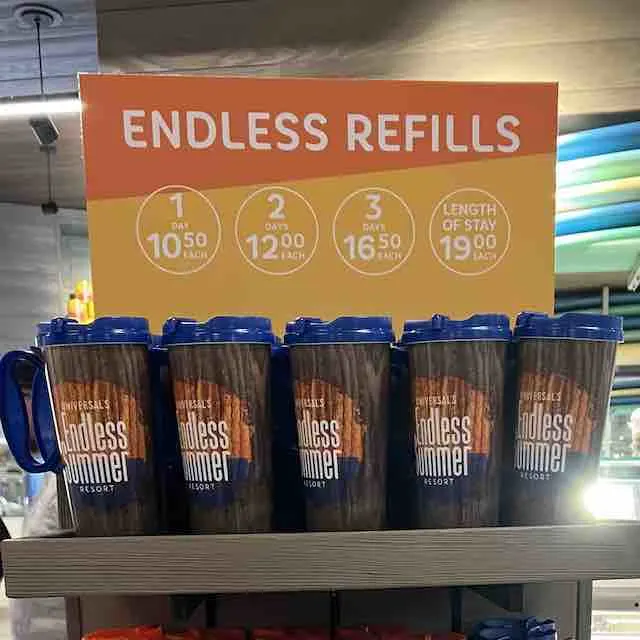 ENDLESS REFILLS
1
DAY
10 50
EACH
2
DAYS
12 00
EACH
3
DAYS
16 50
EACH
LENGTH
OF STAY
19 00
EACH
UNIVERSAL'S
Endless
Summer
RESORT
UNIVERSAL'S
Endless
Summer
RESORT
UNIVERSAL'S
Endless
Summer
RESORT
UNIVERSAL'S
Endless
Summer
RESORT
UNIVERSAL'S
Endless
Summer
RESORT